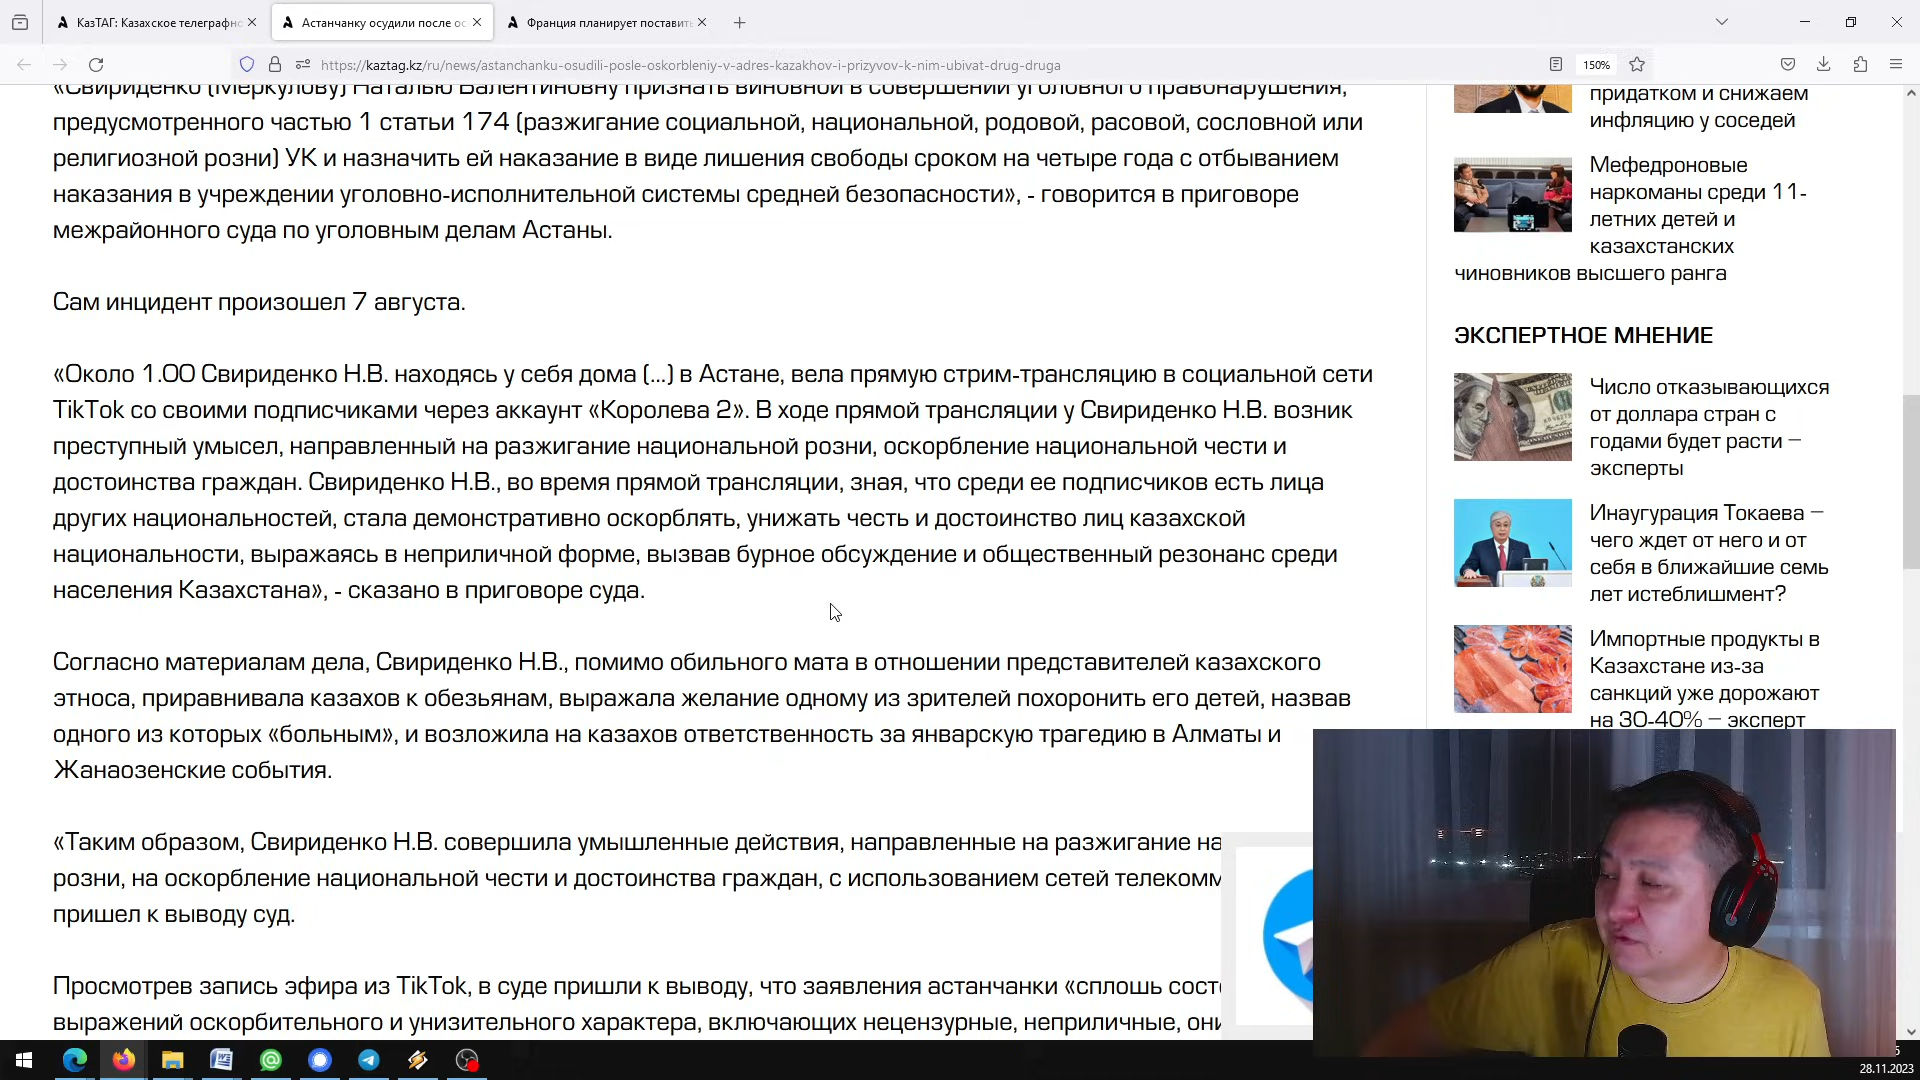 КазТАГ: Казахское телеграфн
Астанчанку осудили после ос
Франция планирует поставить
https://kaztag.kz/ru/news/astanchanku-osudili-posle-oskorbleniy-v-adres-kazakhov-i-prizyvov-k-nim-ubivat-drug-druga
150%
«Свириденко (Меркулову) Наталью Валентиновну признать виновной в совершении уголовного правонарушения,
предусмотренного частью 1 статьи 174 (разжигание социальной, национальной, родовой, расовой, сословной или
религиозной розни) УК и назначить ей наказание в виде лишения свободы сроком на четыре года с отбыванием
наказания в учреждении уголовно-исполнительной системы средней безопасности», - говорится в приговоре
межрайонного суда по уголовным делам Астаны.
Сам инцидент произошел 7 августа.
«Около 1.00 Свириденко Н.В. находясь у себя дома (...) в Астане, вела прямую стрим-трансляцию в социальной сети
TikTok со своими подписчиками через аккаунт «Королева 2». В ходе прямой трансляции у Свириденко Н.В. возник
преступный умысел, направленный на разжигание национальной розни, оскорбление национальной чести и
достоинства граждан. Свириденко Н.В., во время прямой трансляции, зная, что среди ее подписчиков есть лица
других национальностей, стала демонстративно оскорблять, унижать честь и достоинство лиц казахской
национальности, выражаясь в неприличной форме, вызвав бурное обсуждение и общественный резонанс среди
населения Казахстана», - сказано в приговоре суда.
Согласно материалам дела, Свириденко Н.В., помимо обильного мата в отношении представителей казахского
этноса, приравнивала казахов к обезьянам, выражала желание одному из зрителей похоронить его детей, назвав
одного из которых «больным», и возложила на казахов ответственность за январскую трагедию в Алматы и
Жанаозенские события.
«Таким образом, Свириденко Н.В. совершила умышленные действия, направленные на разжигание на
розни, на оскорбление национальной чести и достоинства граждан, с использованием сетей телекомм
пришел к выводу суд.
Просмотрев запись эфира из TikTok, в суде пришли к выводу, что заявления астанчанки «сплошь сост
выражений оскорбительного и унизительного характера, включающих нецензурные, неприличные, они
придатком и снижаем
инфляцию у соседей
Мефедроновые
наркоманы среди 11-
летних детей и
казахстанских
чиновников высшего ранга
ЭКСПЕРТНОЕ МНЕНИЕ
Число отказывающихся
от доллара стран с
годами будет расти –
эксперты
Инаугурация Токаева –
чего ждет от него и от
себя в ближайшие семь
лет истеблишмент?
Импортные продукты в
Казахстане из-за
санкций уже дорожают
на 30-40% – эксперт
28.11.2023